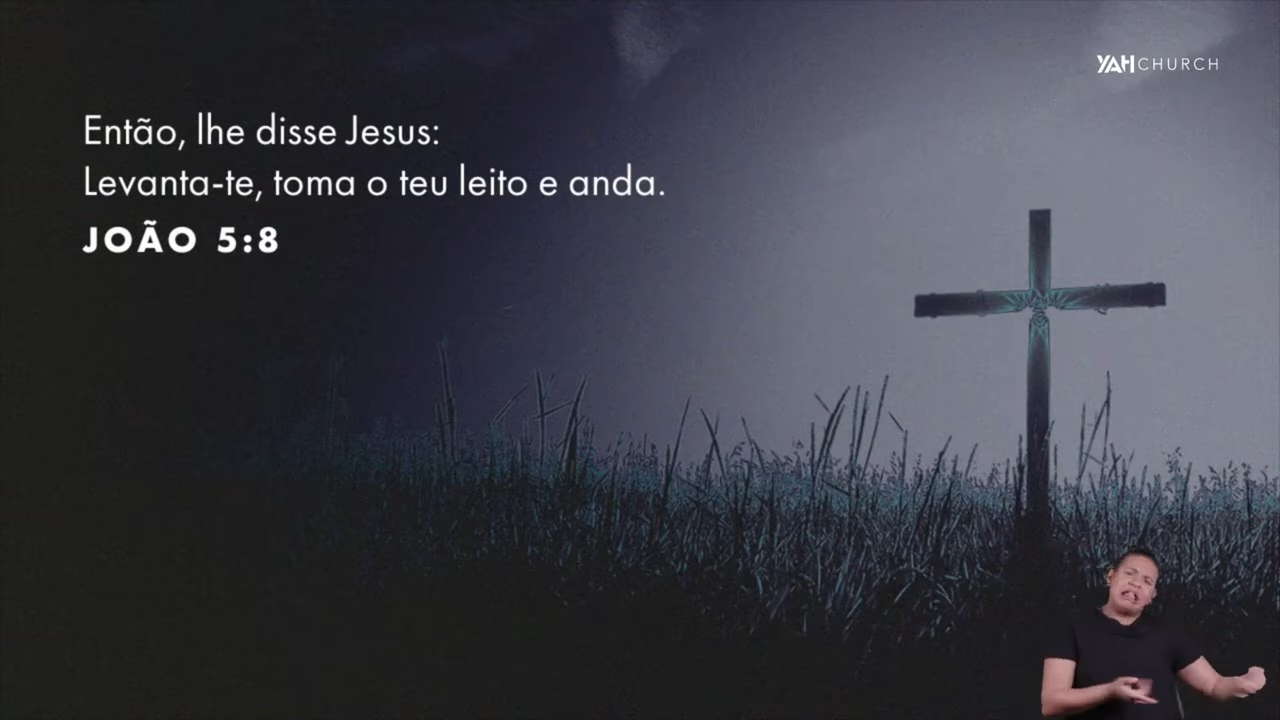 YAHCHURCH
Então, lhe disse Jesus:
Levanta-te, toma o teu leito e anda.
JOÃO 5:8